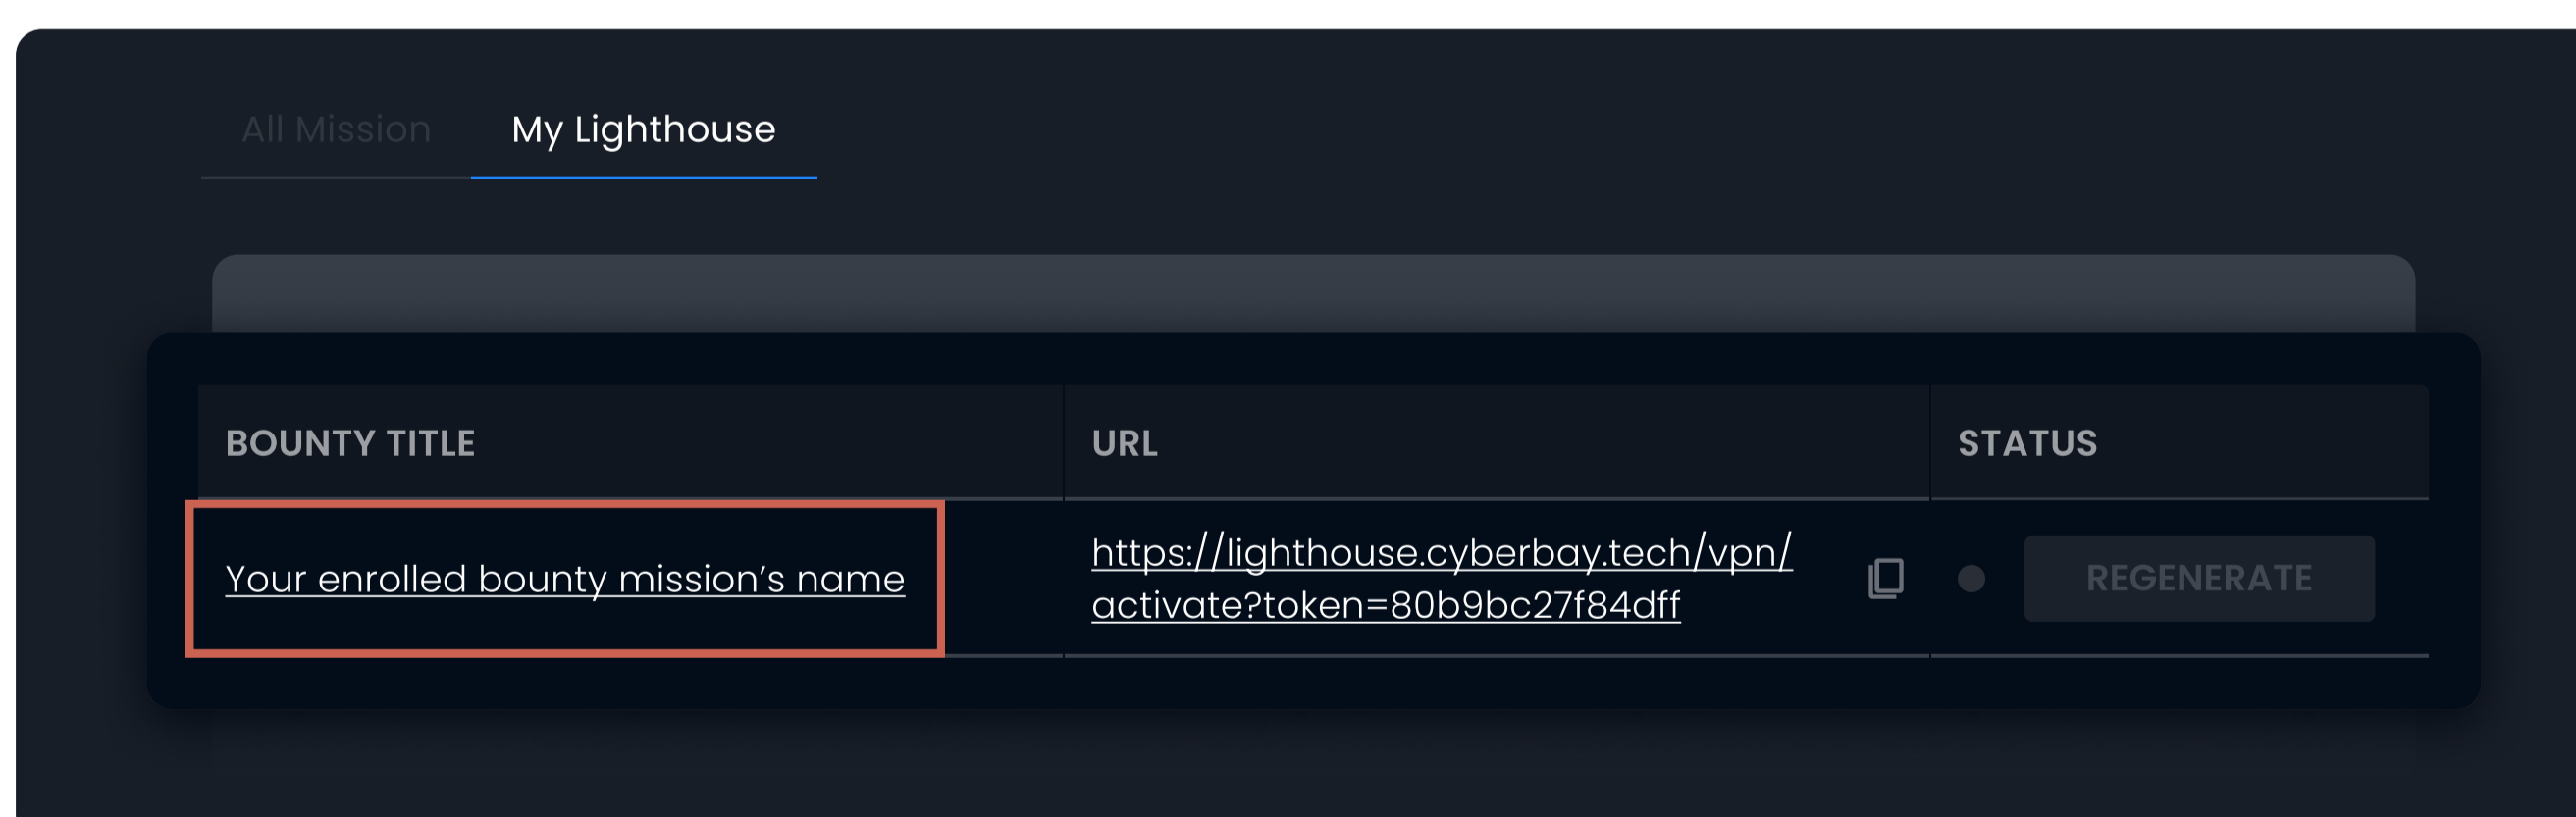 All Mission
My Lighthouse
BOUNTY TITLE
URL
STATUS
Your enrolled bounty mission’s name
https://lighthouse.cyberbay.tech/vpn/
activate?token=80b9bc27f84dff
REGENERATE